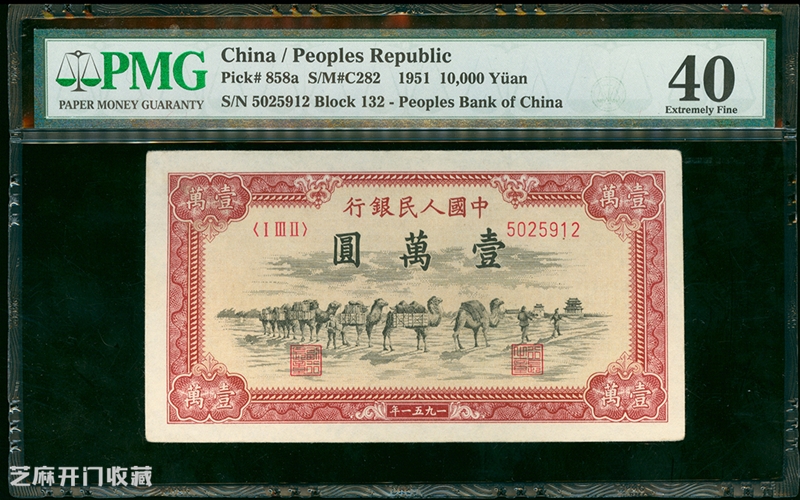 PMG
PAPER MONEY GUARANTY
China / Peoples Republic
Pick# 858a S/M#C282 1951 10,000 Yüan
S/N 5025912 Block 132 - Peoples Bank of China
40
Extremely Fine
萬壹
萬壹
行銀民人國中
〈I III II〉
5025912
圓萬壹
萬壹
年一五九一
萬壹
芝麻开门收藏